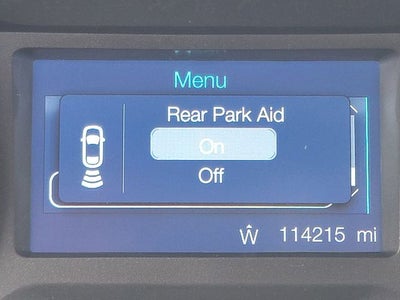 Menu
Rear Park Aid
On
Off
W 114215 mi